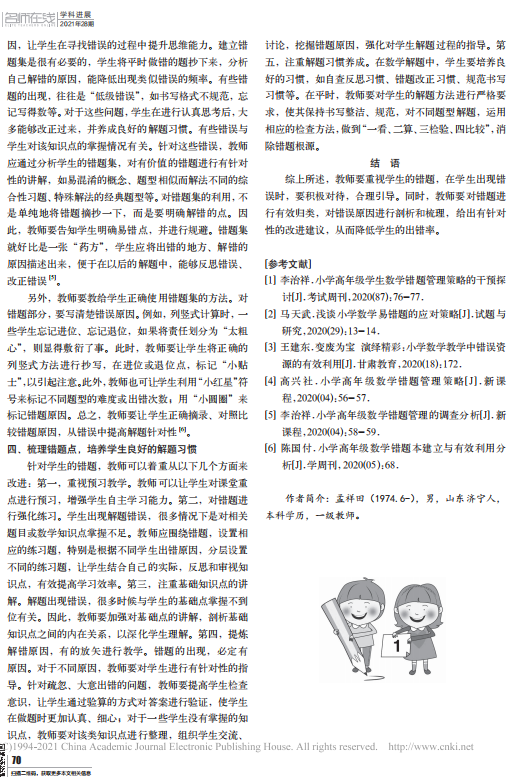 名师在线
学科进展
2021年28期
因，让学生在寻找错误的过程中提升思维能力。建立错
题集是很有必要的，学生将平时做错的题抄下来，分析
自己解错的原因，能降低出现类似错误的频率。有些错
题的出现，往往是“低级错误”，如书写格式不规范，忘
记写得数等。对于这些问题，学生在进行认真思考后，大
多能够改正过来，并养成良好的解题习惯。有些错误与
学生对该知识点的掌握情况有关。针对这些错误，教师
应通过分析学生的错题集，对有价值的错题进行有针对
性的讲解，如易混淆的概念、题型相似而解法不同的综
合性习题、特殊解法的经典题型等。对错题集的利用，不
是单纯地将错题摘抄一下，而是要明确解错的点。因
此，教师要告知学生明确易错点，并进行规避。错题集
就好比是一张“药方”，学生应将出错的地方、解错的
原因描述出来，便于在以后的解题中，能够反思错误、
改正错误[5]。
另外，教师要教给学生正确使用错题集的方法。对
错题部分，要写清楚错误原因。例如，列竖式计算时，一
些学生忘记进位、忘记退位，如果将责任划分为“太粗
心”，则显得敷衍了事。此时，教师要让学生将正确的
列竖式方法进行抄写，在进位或退位点，标记“小贴
士”，以引起注意。此外，教师也可让学生利用“小红星”符
号来标记不同题型的难度或出错次数；用“小圆圈”来
标记错题原因。总之，教师要让学生正确摘录、对照比
较错题原因，从错误中提高解题针对性[6]。
四、梳理错题点，培养学生良好的解题习惯
针对学生的错题，教师可以着重从以下几个方面来
改进：第一，重视预习教学。教师可以让学生对课堂重
点进行预习，增强学生自主学习能力。第二，对错题进
行强化练习。学生出现解题错误，很多情况下是对相关
题目或数学知识点掌握不足。教师应围绕错题，设置相
应的练习题，特别是根据不同学生出错原因，分层设置
不同的练习题，让学生结合自己的实际，反思和审视知
识点，有效提高学习效率。第三，注重基础知识点的讲
解。解题出现错误，很多时候与学生的基础点掌握不到
位有关。因此，教师要加强对基础点的讲解，剖析基础
知识点之间的内在关系，以深化学生理解。第四，提炼
解错原因，有的放矢进行教学。错题的出现，必定有
原因。对于不同原因，教师要对学生进行有针对性的指
导。针对疏忽、大意出错的问题，教师要提高学生检查
意识，让学生通过验算的方式对答案进行验证，使学生
在做题时更加认真、细心；对于一些学生没有掌握的知
识点，教师要对该类知识点进行整理，组织学生交流、
讨论，挖掘错题原因，强化对学生解题过程的指导。第
五，注重解题习惯养成。在数学解题中，学生要培养良
好的习惯，如自查反思习惯、错题改正习惯、规范书写
习惯等。在平时，教师要对学生的解题方法进行严格要
求，使其保持书写整洁、规范，对不同题型解题，运用
相应的检查方法，做到“一看、二算、三检验、四比较”，消
除错题根源。
结 语
综上所述，教师要重视学生的错题，在学生出现错
误时，要积极对待，合理引导。同时，教师要对错题进
行有效归类，对错误原因进行剖析和梳理，给出有针对
性的改进建议，从而降低学生的出错率。
[参考文献]
[1] 李治祥.小学高年级学生数学错题管理策略的干预探
讨[J].考试周刊,2020(87):76-77.
[2] 马天武.浅谈小学数学易错题的应对策略[J].试题与
研究,2020(29):13-14.
[3] 王建东.变废为宝 演绎精彩:小学数学教学中错误资
源的有效利用[J].甘肃教育,2020(18):172.
[4] 高兴社.小学高年级数学错题管理策略[J].新课
程,2020(04):56-57.
[5] 李治祥.小学高年级数学错题管理的调查分析[J].新
课程,2020(04):58-59.
[6] 陈国付.小学高年级数学错题本建立与有效利用分
析[J].学周刊,2020(05):68.
作者简介：孟祥田（1974.6-），男，山东济宁人，
本科学历，一级教师。
1
)1994-2021 China Academic Journal Electronic Publishing House. All rights reserved. http://www.cnki.net
70
扫描二维码，获取更多本文相关信息